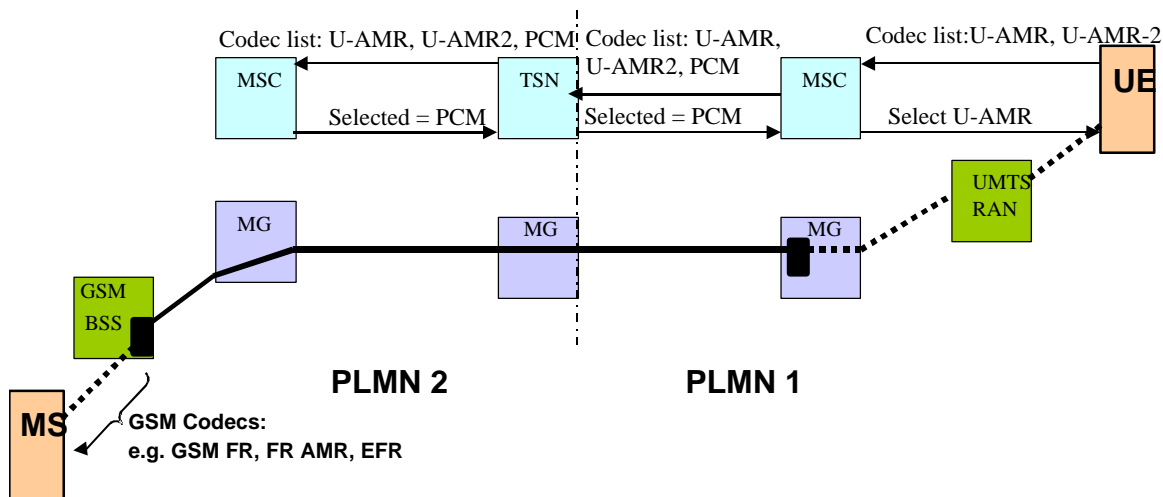 Codec list: U-AMR, U-AMR2, PCM
Codec list: U-AMR,
U-AMR2, PCM
Codec list:U-AMR, U-AMR-2
MSC
TSN
MSC
UE
Selected = PCM
Selected = PCM
Select U-AMR
UMTS
RAN
MG
MG
MG
GSM
BSS
PLMN 2
PLMN 1
MS
GSM Codecs:
e.g. GSM FR, FR AMR, EFR